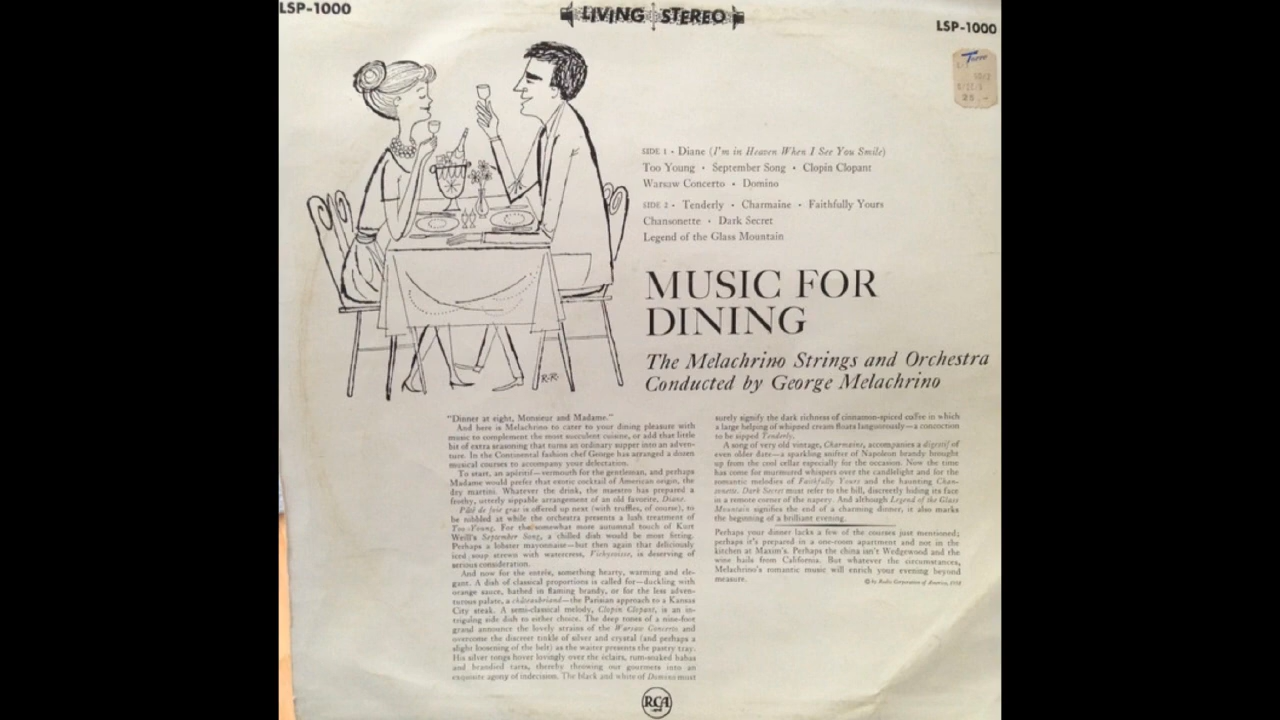 LSP-1000
LIVING STEREO
LSP-1000
25.-
SIDE 1 • Diane (I'm in Heaven When I See You Smile)
Too Young • September Song • Clopin Clopant
Warsaw Concerto • Domino
SIDE 2 • Tenderly • Charmaine • Faithfully Yours
Chansonette • Dark Secret
Legend of the Glass Mountain
MUSIC FOR
DINING
The Melachrino Strings and Orchestra
Conducted by George Melachrino
R.R.
"Dinner at eight, Monsieur and Madame."
And here is Melachrino to cater to your dining pleasure with
music to complement the most succulent cuisine, or add that little
bit of extra seasoning that turns an ordinary supper into an adven-
ture. In the Continental fashion chef George has arranged a dozen
musical courses to accompany your delectation.
To start, an apéritif—vermouth for the gentleman, and perhaps
Madame would prefer that exotic cocktail of American origin, the
dry martini. Whatever the drink, the maestro has prepared a
frothy, utterly sippable arrangement of an old favorite, Diane.
Pâté de foie gras is offered up next (with truffles, of course), to
be nibbled at while the orchestra presents a lush treatment of
Too Young. For the somewhat more autumnal touch of Kurt
Weill's September Song, a chilled dish would be most fitting.
Perhaps a lobster mayonnaise—but then again that deliciously
iced soup strewn with watercress, Vichyssoise, is deserving of
serious consideration.
And now for the entrée, something hearty, warming and ele-
gant. A dish of classical proportions is called for—duckling with
orange sauce, bathed in flaming brandy, or for the less adven-
turous palate, a châteaubriand—the Parisian approach to a Kansas
City steak. A semi-classical melody, Clopin Clopant, is an in-
triguing side dish to either choice. The deep tones of a nine-foot
grand announce the lovely strains of the Warsaw Concerto and
overcome the discreet tinkle of silver and crystal (and perhaps a
slight loosening of the belt) as the waiter presents the pastry tray.
His silver tongs hover lovingly over the éclairs, rum-soaked babas
and brandied tarts, thereby throwing our gourmets into an
exquisite agony of indecision. The black and white of Domino must
surely signify the dark richness of cinnamon-spiced coffee in which
a large helping of whipped cream floats languorously—a concoction
to be sipped Tenderly.
A song of very old vintage, Charmaine, accompanies a digestif of
even older date—a sparkling snifter of Napoleon brandy brought
up from the cool cellar especially for the occasion. Now the time
has come for murmured whispers over the candlelight and for the
romantic melodies of Faithfully Yours and the haunting Chan-
sonette. Dark Secret must refer to the bill, discreetly hiding its face
in a remote corner of the napery. And although Legend of the Glass
Mountain signifies the end of a charming dinner, it also marks
the beginning of a brilliant evening.
Perhaps your dinner lacks a few of the courses just mentioned;
perhaps it's prepared in a one-room apartment and not in the
kitchen at Maxim's. Perhaps the china isn't Wedgewood and the
wine hails from California. But whatever the circumstances,
Melachrino's romantic music will enrich your evening beyond
measure.
© by Radio Corporation of America, 1958
RCA